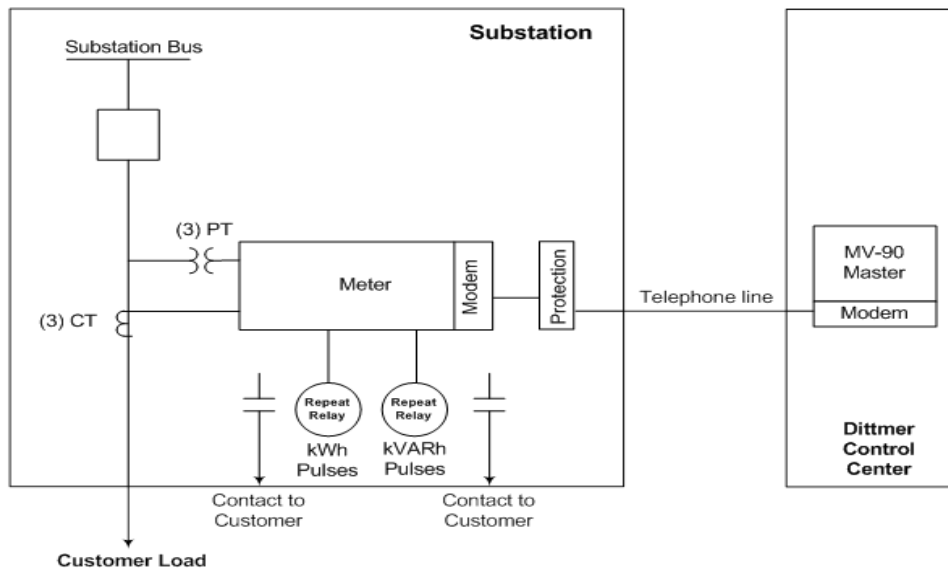 Substation
Substation Bus
(3) PT
(3) CT
Meter
Modem
Protection
Telephone line
MV-90
Master
Modem
Repeat
Relay
Repeat
Relay
kWh
Pulses
kVARh
Pulses
Contact to
Customer
Contact to
Customer
Dittmer
Control
Center
Customer Load